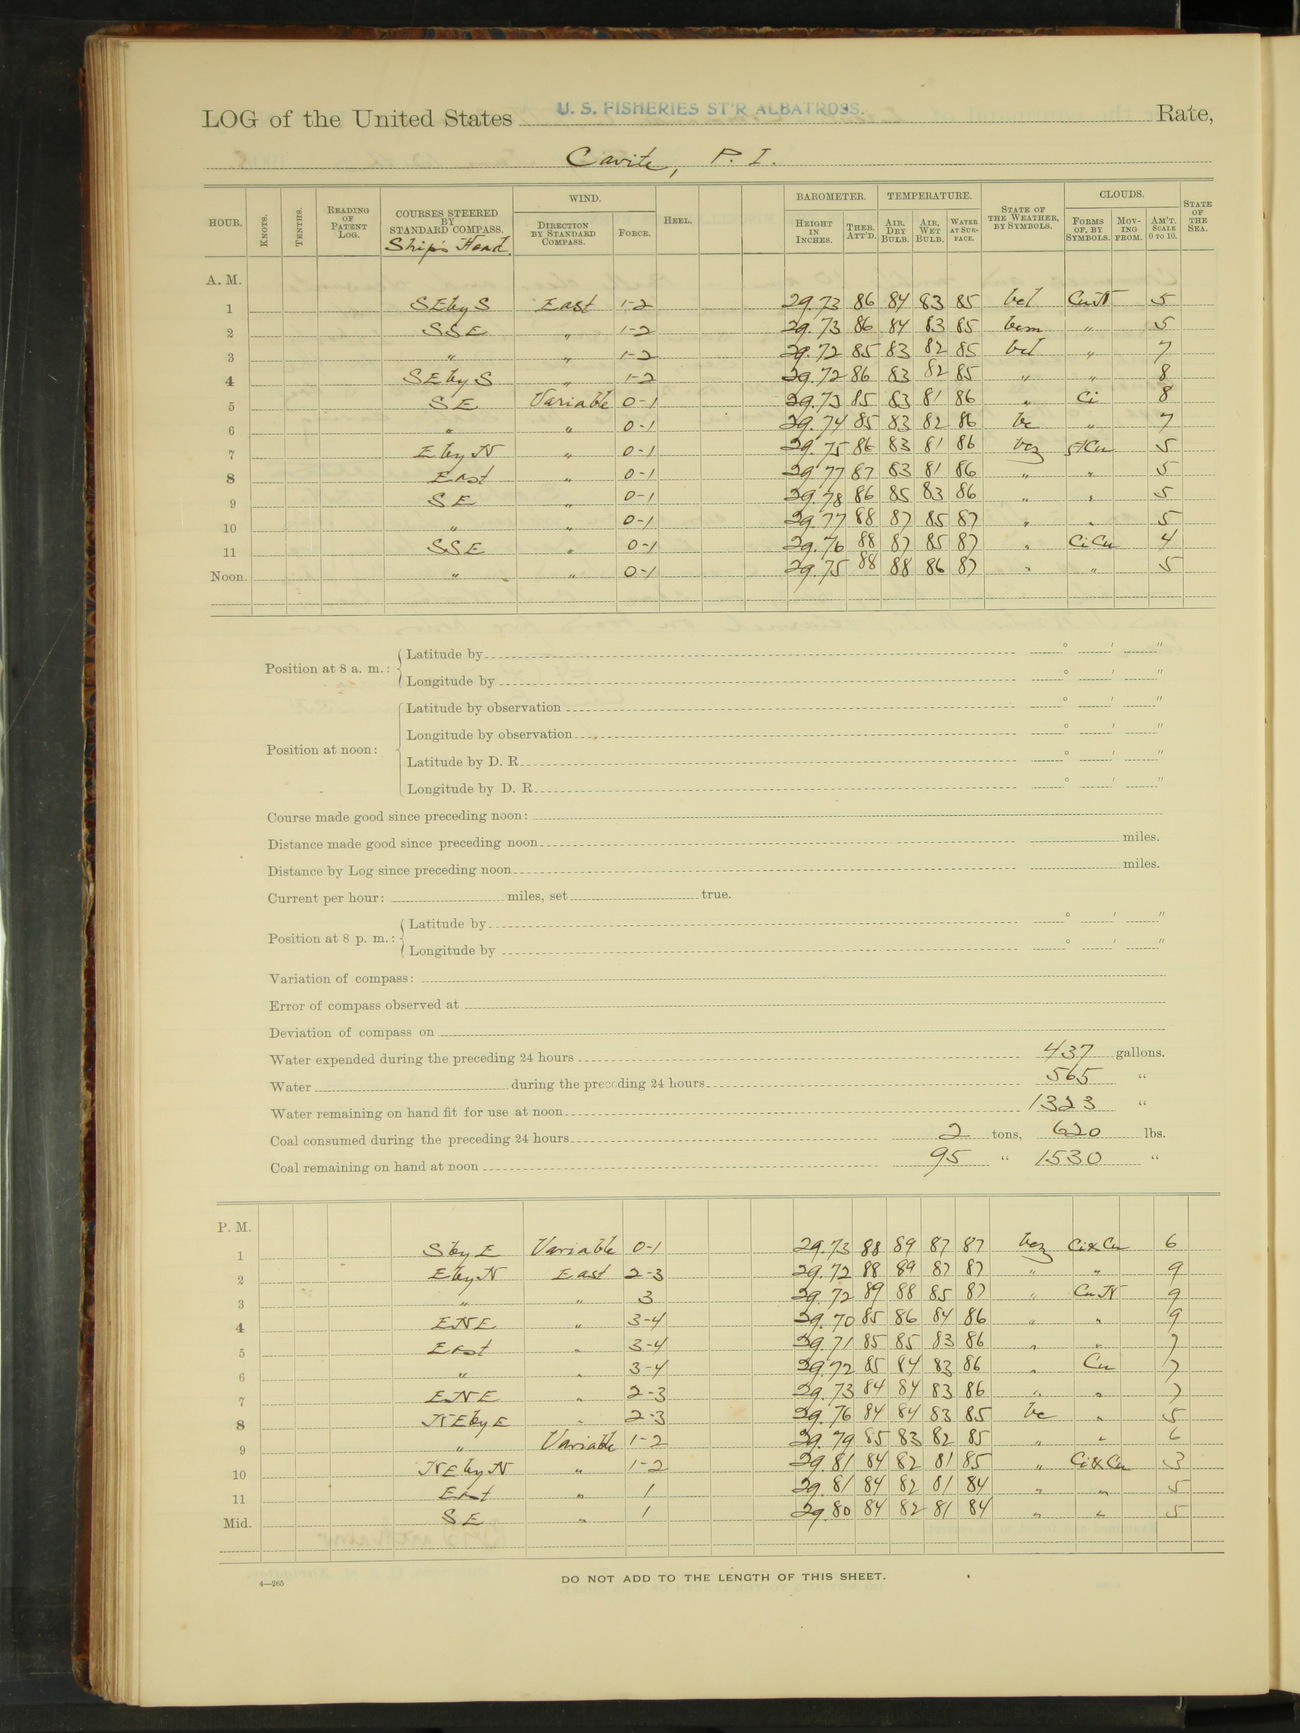 LOG of the United States U. S. FISHERIES ST'R ALBATROSS. Rate,
Cavite, P. I.
HOUR. KNOTS. TENTHS. READING OF PATENT LOG. COURSES STEERED BY STANDARD COMPASS. Ship's Head. WIND. DIRECTION BY STANDARD COMPASS. FORCE. HEEL. BAROMETER. HEIGHT IN INCHES. THER. ATT'D. TEMPERATURE. AIR, DRY BULB. AIR, WET BULB. WATER AT SURFACE. STATE OF THE WEATHER, BY SYMBOLS. CLOUDS. FORMS OF, BY SYMBOLS. MOVING FROM. AM'T. SCALE 0 TO 10. STATE OF THE SEA.
A. M.
1 SE by S East 1-2 29.73 86 84 83 85 bcl CuN 5
2 SSE " 1-2 29.73 86 84 83 85 bcm " 5
3 " " 1-2 29.72 85 83 82 85 bcl " 7
4 SE by S " 1-2 29.72 86 83 82 85 " " 8
5 SE Variable 0-1 29.73 85 83 81 86 " Ci 8
6 " " 0-1 29.74 85 83 82 86 bc " 7
7 E by N " 0-1 29.75 86 83 81 86 bcz StCu 5
8 East " 0-1 29.77 87 83 81 86 " " 5
9 SE " 0-1 29.78 86 85 83 86 " " 5
10 " " 0-1 29.77 88 87 85 87 " " 5
11 SSE " 0-1 29.76 88 87 85 87 " CiCu 4
Noon. " " 0-1 29.75 88 88 86 87 " " 5
Position at 8 a. m.: Latitude by ° ' "
Longitude by ° ' "
Position at noon: Latitude by observation ° ' "
Longitude by observation ° ' "
Latitude by D. R. ° ' "
Longitude by D. R. ° ' "
Course made good since preceding noon:
Distance made good since preceding noon miles.
Distance by Log since preceding noon miles.
Current per hour: miles, set true.
Position at 8 p. m.: Latitude by ° ' "
Longitude by ° ' "
Variation of compass:
Error of compass observed at
Deviation of compass on
Water expended during the preceding 24 hours 437 gallons.
Water during the preceding 24 hours 565 "
Water remaining on hand fit for use at noon 1323 "
Coal consumed during the preceding 24 hours 2 tons, 620 lbs.
Coal remaining on hand at noon 95 " 1530 "
P. M.
1 S by E Variable 0-1 29.73 88 89 87 87 bcz Ci&Cu 6
2 E by N East 2-3 29.72 88 89 87 87 " " 9
3 " " 3 29.72 89 88 85 87 " CuN 9
4 ENE " 3-4 29.70 85 86 84 86 " " 9
5 East " 3-4 29.71 85 85 83 86 " " 7
6 " " 3-4 29.72 85 84 83 86 " Cu 7
7 ENE " 2-3 29.73 84 84 83 86 " " 7
8 NE by E " 2-3 29.76 84 84 83 85 bc " 5
9 " Variable 1-2 29.79 85 83 82 85 " " 6
10 NE by N " 1-2 29.81 84 82 81 85 " Ci&Cu 3
11 East " 1 29.81 84 82 81 84 " " 5
Mid. SE " 1 29.80 84 82 81 84 " " 5
4—265
DO NOT ADD TO THE LENGTH OF THIS SHEET.